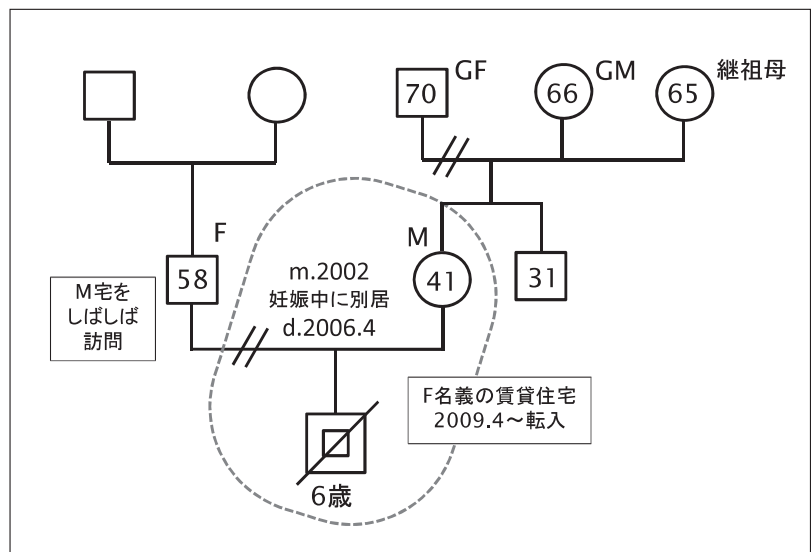 GF
GM
継祖母
70
66
65
F
M
58
m.2002
妊娠中に別居
d.2006.4
41
31
M宅を
しばしば
訪問
F名義の賃貸住宅
2009.4～転入
6歳